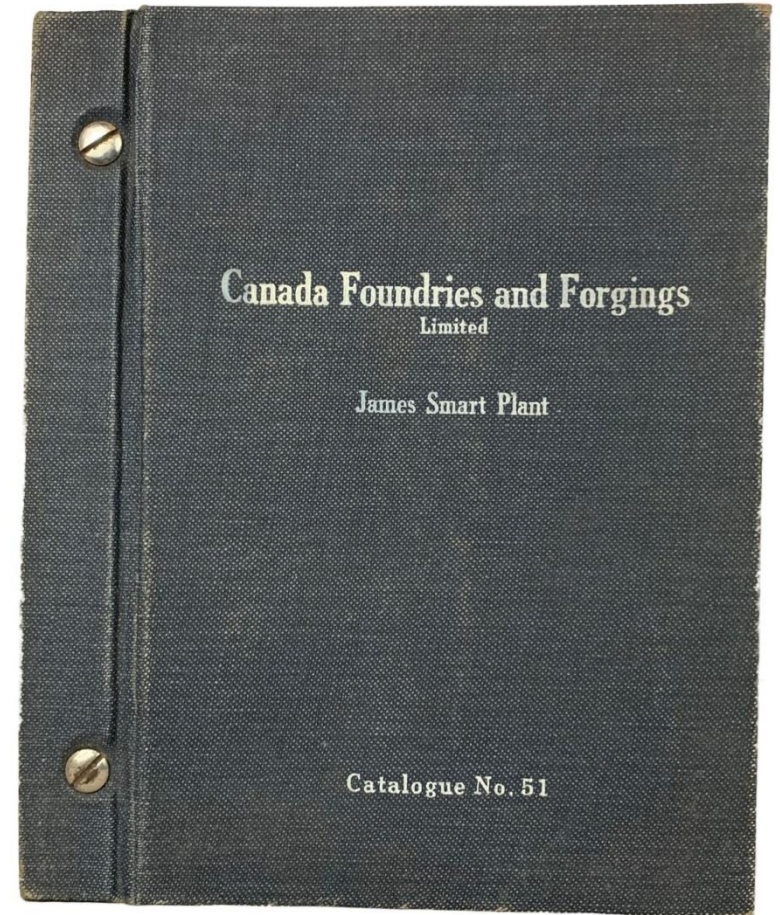 Canada Foundries and Forgings
Limited
James Smart Plant
Catalogue No. 51